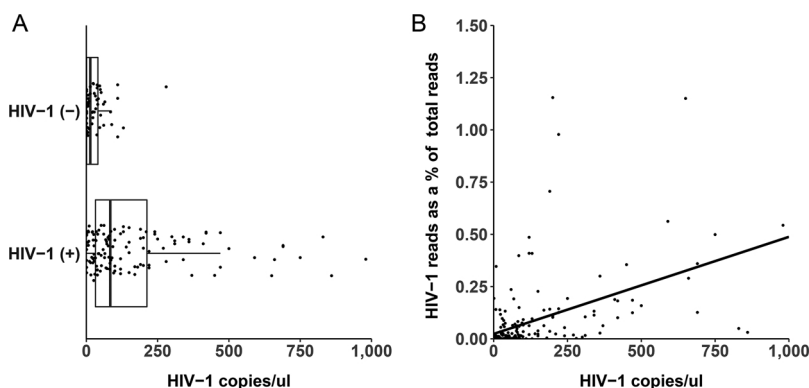 A
HIV−1 (−)
HIV−1 (+)
0 250 500 750 1,000
HIV−1 copies/ul
B
HIV−1 reads as a % of total reads
1.50
1.25
1.00
0.75
0.50
0.25
0.00
0 250 500 750 1,000
HIV−1 copies/ul